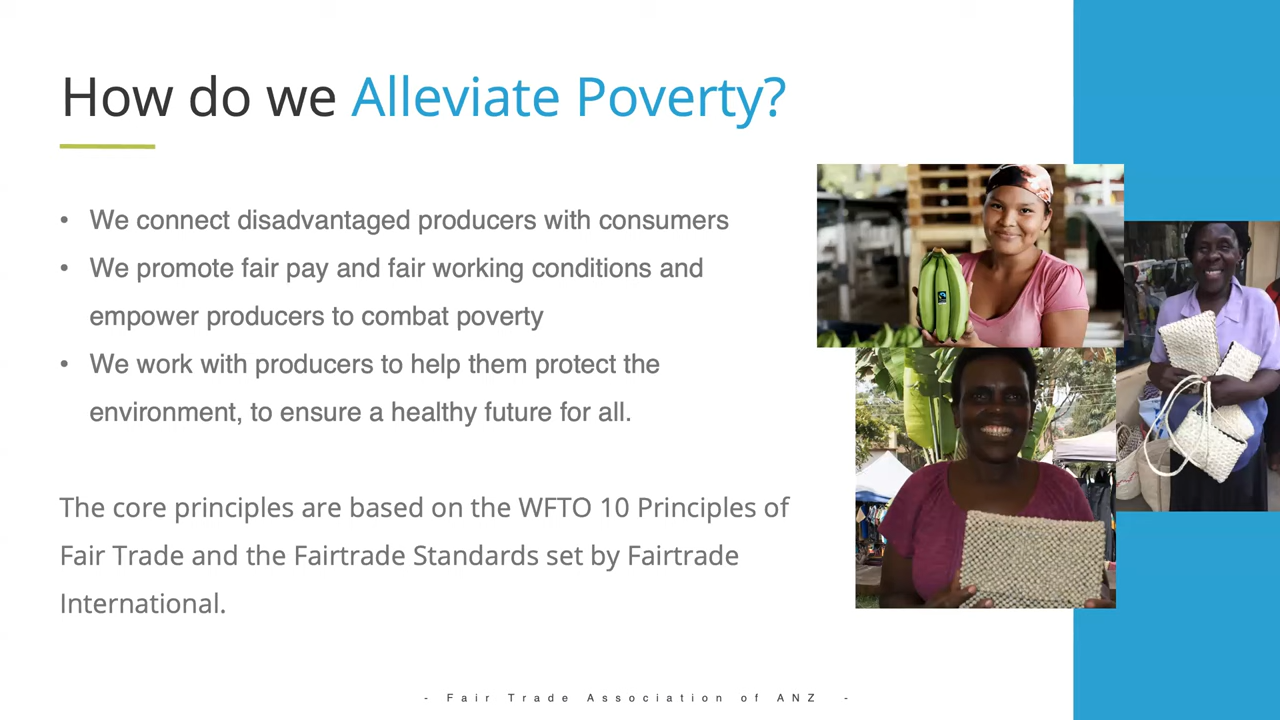 How do we Alleviate Poverty?
• We connect disadvantaged producers with consumers
• We promote fair pay and fair working conditions and
empower producers to combat poverty
• We work with producers to help them protect the
environment, to ensure a healthy future for all.
The core principles are based on the WFTO 10 Principles of
Fair Trade and the Fairtrade Standards set by Fairtrade
International.
- Fair Trade Association of ANZ -